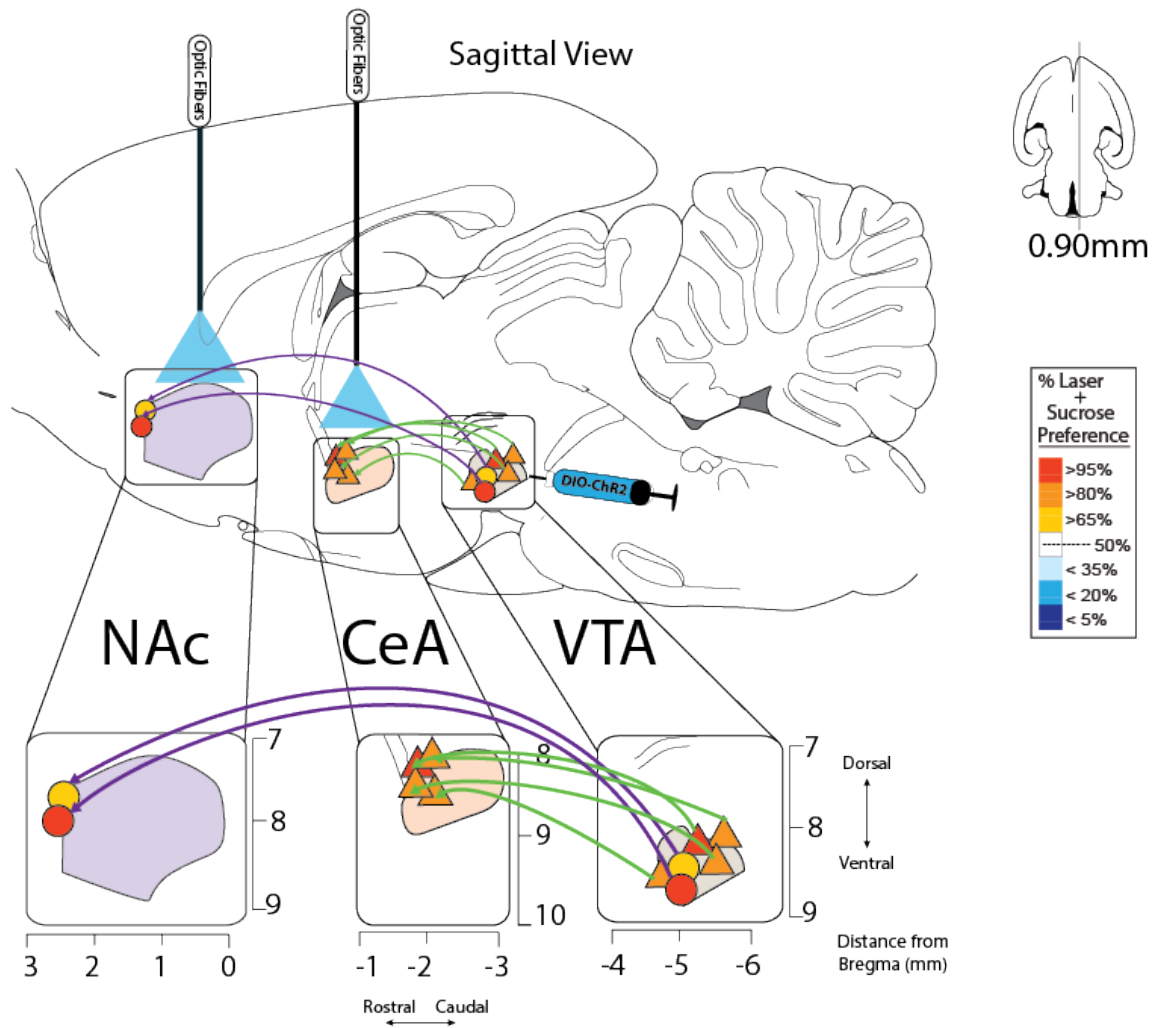 Optic Fibers
Optic Fibers
Sagittal View
0.90mm
% Laser
+
Sucrose
Preference
>95%
>80%
>65%
50%
< 35%
< 20%
< 5%
DIO-ChR2
NAc
CeA
VTA
7
8
9
8
9
10
7
8
9
Dorsal
Ventral
3
2
1
0
-1
-2
-3
-4
-5
-6
Distance from
Bregma (mm)
Rostral
Caudal